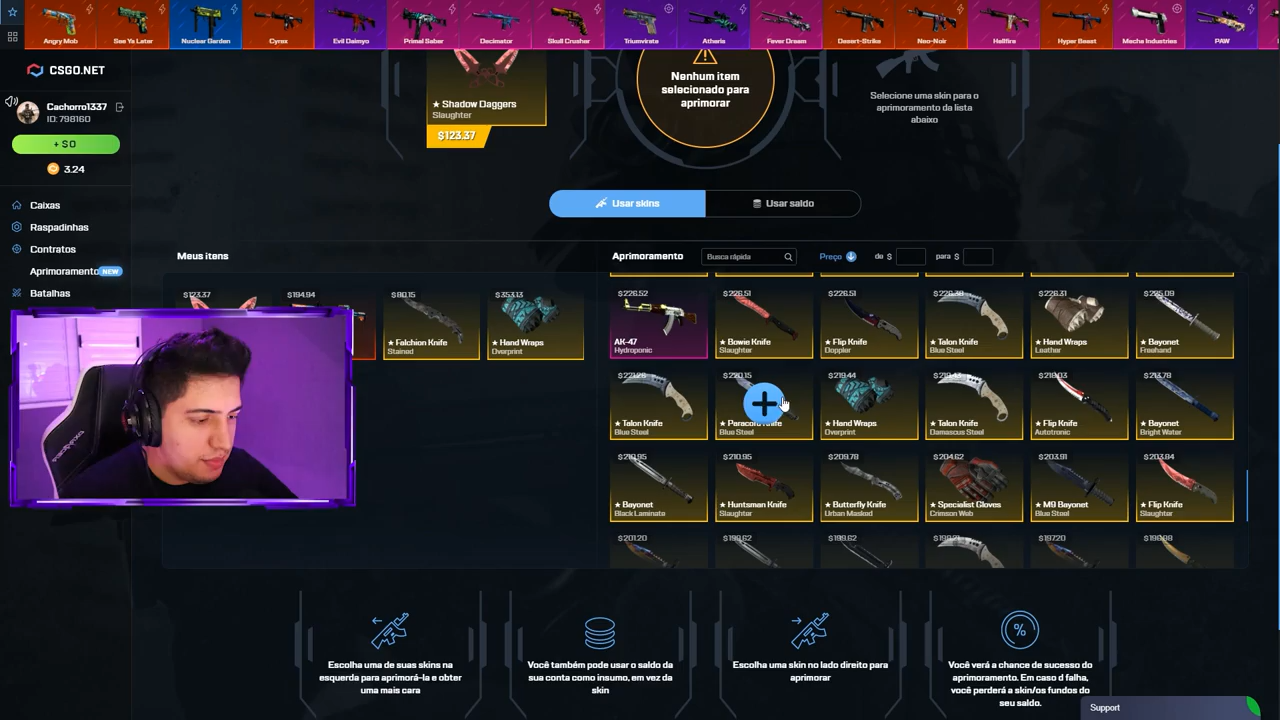 Angry Mob
See Ya Later
Nuclear Garden
Cyrex
Evil Daimyo
Primal Saber
Decimator
Skull Crusher
Triumvirate
Atheris
Fever Dream
Desert-Strike
Neo-Noir
Hellfire
Hyper Beast
Mecha Industries
PAW
CSGO.NET
Cachorro1337
ID: 798160
+ $0
3.24
Caixas
Raspadinhas
Contratos
Aprimoramento NEW
Batalhas
★ Shadow Daggers
Slaughter
$123.37
Nenhum item
selecionado para
aprimorar
Selecione uma skin para o
aprimoramento da lista
abaixo
Usar skins
Usar saldo
Meus itens
Aprimoramento
Busca rápida
Preço
de $
para $
$123.37
$194.94
$80.15
★ Falchion Knife
Stained
$353.13
★ Hand Wraps
Overprint
$226.52
AK-47
Hydroponic
$226.51
★ Bowie Knife
Slaughter
$226.51
★ Flip Knife
Doppler
★ Talon Knife
Blue Steel
$226.31
★ Hand Wraps
Leather
★ Bayonet
Freehand
★ Talon Knife
Blue Steel
$220.15
★ Paracord Knife
Blue Steel
$219.44
★ Hand Wraps
Overprint
★ Talon Knife
Damascus Steel
★ Flip Knife
Autotronic
$213.78
★ Bayonet
Bright Water
$210.95
★ Bayonet
Black Laminate
$210.95
★ Huntsman Knife
Slaughter
$209.78
★ Butterfly Knife
Urban Masked
$204.62
★ Specialist Gloves
Crimson Web
$203.91
★ M9 Bayonet
Blue Steel
$203.84
★ Flip Knife
Slaughter
$201.20
$199.62
$199.62
$197.20
Escolha uma de suas skins na
esquerda para aprimorá-la e obter
uma mais cara
Você também pode usar o saldo da
sua conta como insumo, em vez da
skin
Escolha uma skin no lado direito para
aprimorar
%
Você verá a chance de sucesso do
aprimoramento. Em caso d falha,
você perderá a skin/os fundos do
seu saldo.
Support